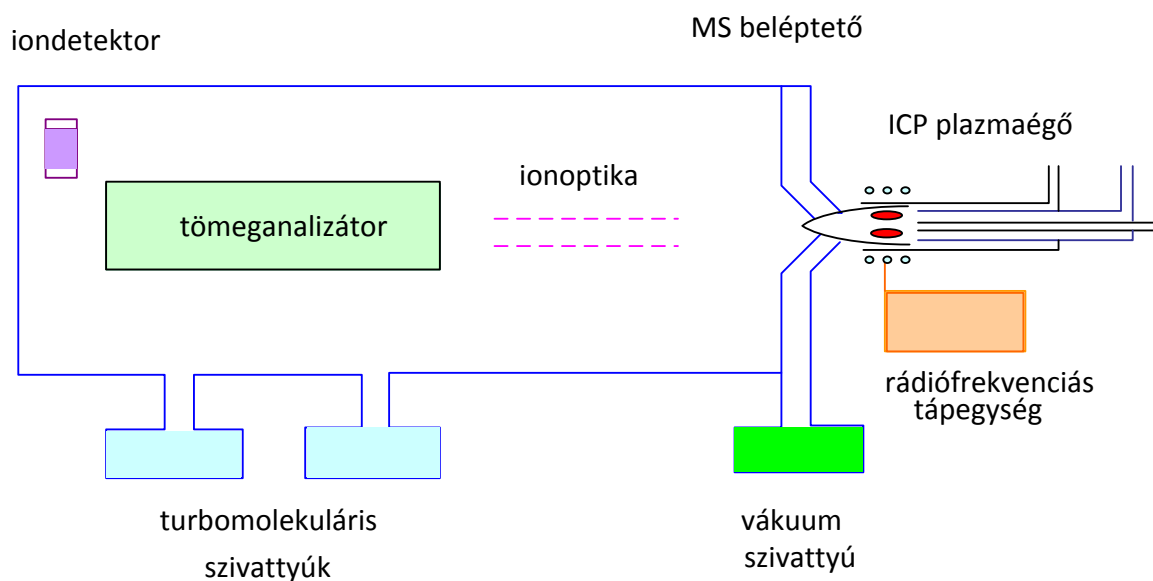 MS beléptető
iondetektor
ICP plazmaégő
ionoptika
tömeganalizátor
rádiófrekvenciás
tápegység
turbomolekuláris
szivattyúk
vákuum
szivattyú